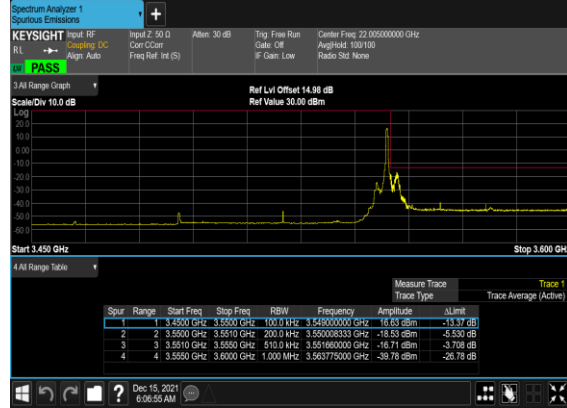 Spectrum Analyzer 1
Spurious Emissions
+
KEYSIGHT Input: RF Input Z: 50 Ω Atten: 30 dB Trig: Free Run Center Freq: 22.005000000 GHz
RL Coupling: DC Corr CCorr Gate: Off Avg|Hold: 100/100
Align: Auto Freq Ref: Int (S) IF Gain: Low Radio Std: None
LW PASS
3 All Range Graph
Ref Lvl Offset 14.98 dB
Scale/Div 10.0 dB Ref Value 30.00 dBm
Log
20.0
10.0
0.00
-10.0
-20.0
-30.0
-40.0
-50.0
-60.0
Start 3.450 GHz Stop 3.600 GHz
4 All Range Table
Measure Trace Trace 1
Trace Type Trace Average (Active)
Spur Range Start Freq Stop Freq RBW Frequency Amplitude ΔLimit
1 1 3.4500 GHz 3.5500 GHz 100.0 kHz 3.549000000 GHz 16.63 dBm -13.37 dB
2 2 3.5500 GHz 3.5510 GHz 200.0 kHz 3.550008333 GHz -18.53 dBm -5.530 dB
3 3 3.5510 GHz 3.5550 GHz 510.0 kHz 3.551660000 GHz -16.71 dBm -3.708 dB
4 4 3.5550 GHz 3.6000 GHz 1.000 MHz 3.563775000 GHz -39.78 dBm -26.78 dB
? Dec 15, 2021
6:06:55 AM